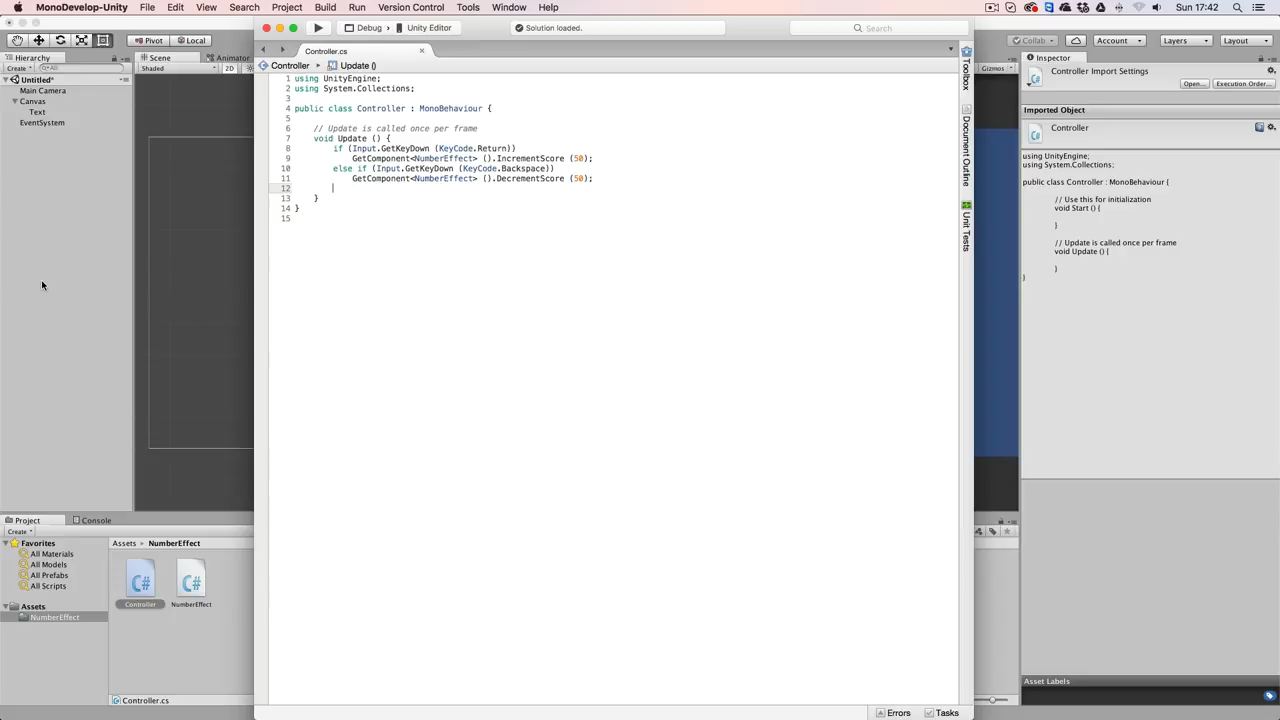 MonoDevelop-Unity File Edit View Search Project Build Run Version Control Tools Window Help Sun 17:42
Debug Unity Editor Solution loaded. Search
Pivot Local Collab Account Layers Layout
Controller.cs
Hierarchy Scene Animator Inspector
Create All Shaded 2D Gizmos
Controller Update ()
Controller Import Settings
Open... Execution Order...
Untitled*
Main Camera
Canvas
Text
EventSystem
1 using UnityEngine;
2 using System.Collections;
3
4 public class Controller : MonoBehaviour {
5
6 // Update is called once per frame
7 void Update () {
8 if (Input.GetKeyDown (KeyCode.Return))
9 GetComponent<NumberEffect> ().IncrementScore (50);
10 else if (Input.GetKeyDown (KeyCode.Backspace))
11 GetComponent<NumberEffect> ().DecrementScore (50);
12
13 }
14 }
15
Toolbox
Document Outline
Unit Tests
Imported Object
Controller
using UnityEngine;
using System.Collections;
public class Controller : MonoBehaviour {
// Use this for initialization
void Start () {
}
// Update is called once per frame
void Update () {
}
}
Project Console
Create
Favorites
All Materials
All Models
All Prefabs
All Scripts
Assets
NumberEffect
Assets NumberEffect
C# C#
Controller NumberEffect
Controller.cs
Asset Labels
Errors Tasks